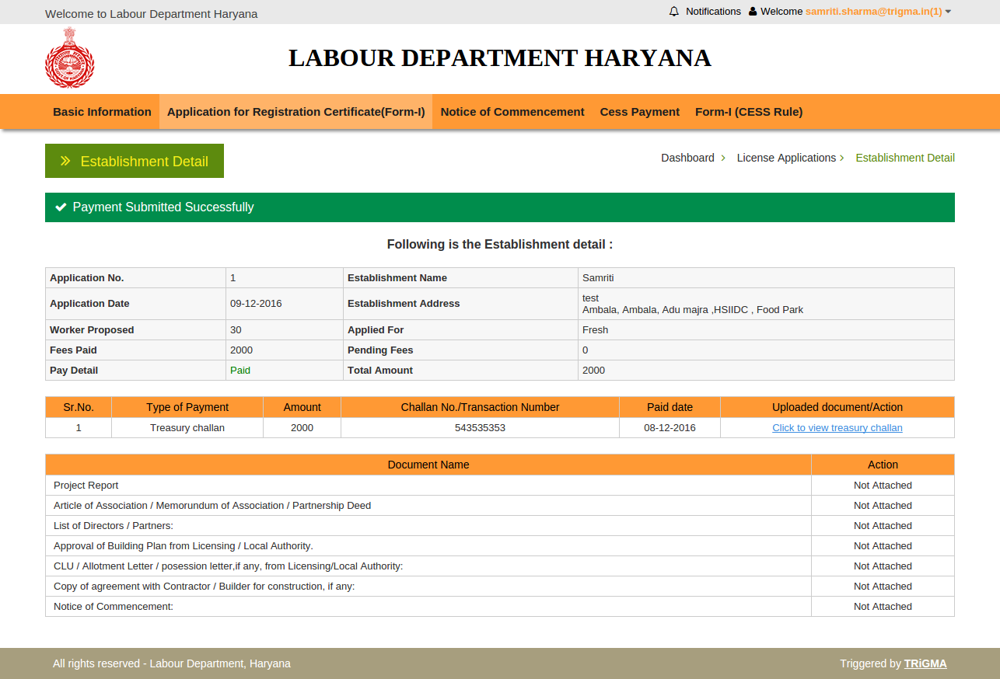 Welcome to Labour Department Haryana
Notifications Welcome samriti.sharma@trigma.in(1)
LABOUR DEPARTMENT HARYANA
Basic Information Application for Registration Certificate(Form-I) Notice of Commencement Cess Payment Form-I (CESS Rule)
Establishment Detail
Dashboard License Applications Establishment Detail
Payment Submitted Successfully
Following is the Establishment detail :
Application No. 1 Establishment Name Samriti
Application Date 09-12-2016 Establishment Address test
Ambala, Ambala, Adu majra ,HSIIDC , Food Park
Worker Proposed 30 Applied For Fresh
Fees Paid 2000 Pending Fees 0
Pay Detail Paid Total Amount 2000
Sr.No. Type of Payment Amount Challan No./Transaction Number Paid date Uploaded document/Action
1 Treasury challan 2000 543535353 08-12-2016 Click to view treasury challan
Document Name Action
Project Report Not Attached
Article of Association / Memorundum of Association / Partnership Deed Not Attached
List of Directors / Partners: Not Attached
Approval of Building Plan from Licensing / Local Authority. Not Attached
CLU / Allotment Letter / posession letter,if any, from Licensing/Local Authority: Not Attached
Copy of agreement with Contractor / Builder for construction, if any: Not Attached
Notice of Commencement: Not Attached
All rights reserved - Labour Department, Haryana
Triggered by TRiGMA